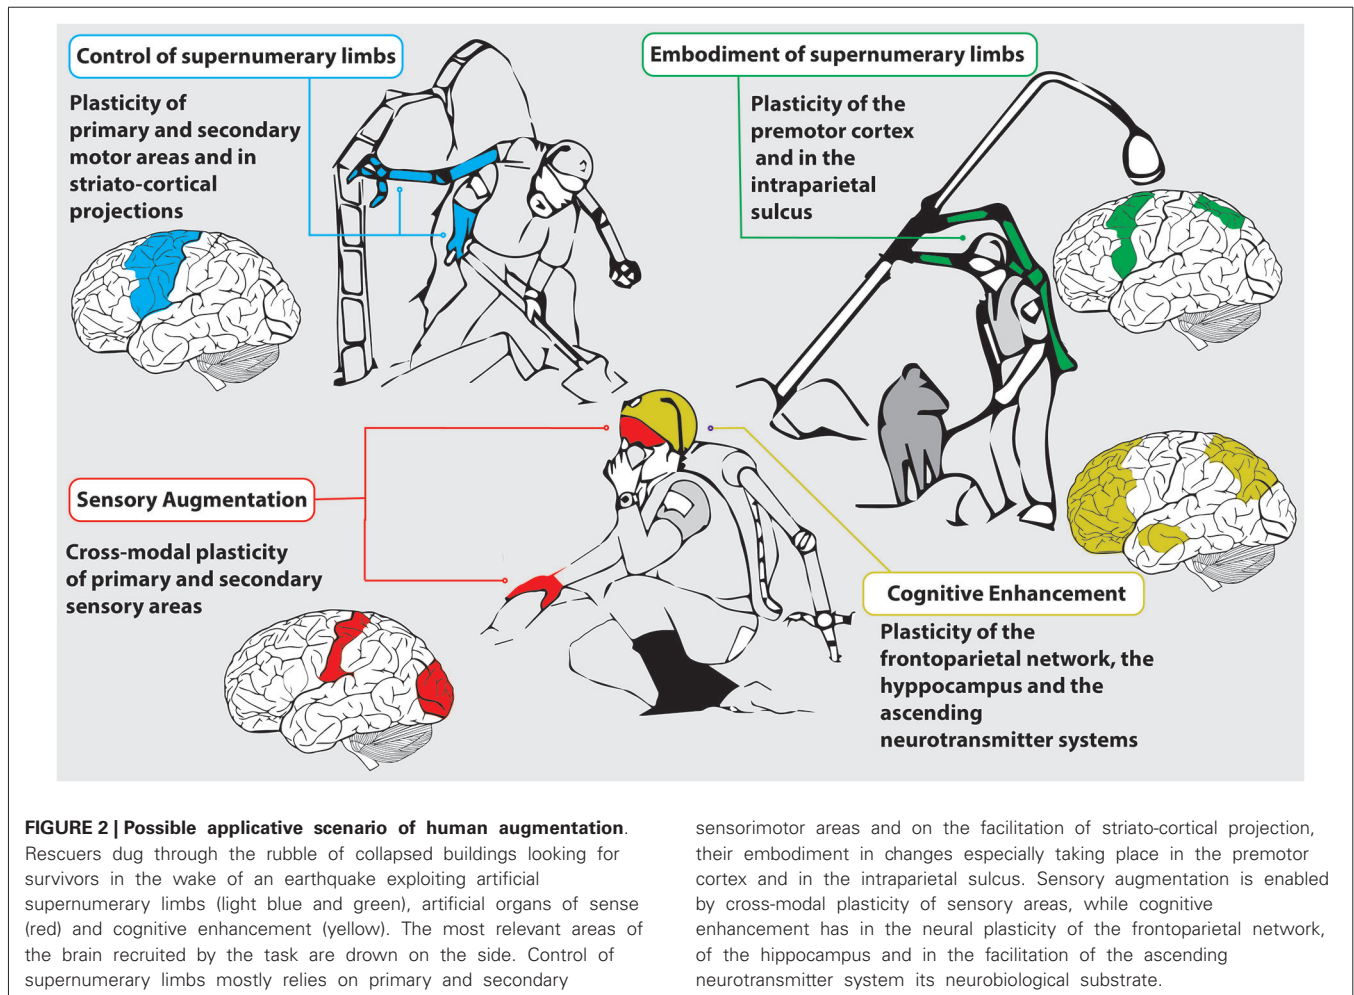 Control of supernumerary limbs
Plasticity of
primary and secondary
motor areas and in
striato-cortical
projections
Embodiment of supernumerary limbs
Plasticity of the
premotor cortex
and in the
intraparietal
sulcus
Sensory Augmentation
Cross-modal plasticity
of primary and secondary
sensory areas
Cognitive Enhancement
Plasticity of the
frontoparietal network, the
hyppocampus and the
ascending
neurotransmitter systems
FIGURE 2 | Possible applicative scenario of human augmentation.
Rescuers dug through the rubble of collapsed buildings looking for
survivors in the wake of an earthquake exploiting artificial
supernumerary limbs (light blue and green), artificial organs of sense
(red) and cognitive enhancement (yellow). The most relevant areas of
the brain recruited by the task are drown on the side. Control of
supernumerary limbs mostly relies on primary and secondary
sensorimotor areas and on the facilitation of striato-cortical projection,
their embodiment in changes especially taking place in the premotor
cortex and in the intraparietal sulcus. Sensory augmentation is enabled
by cross-modal plasticity of sensory areas, while cognitive
enhancement has in the neural plasticity of the frontoparietal network,
of the hippocampus and in the facilitation of the ascending
neurotransmitter system its neurobiological substrate.